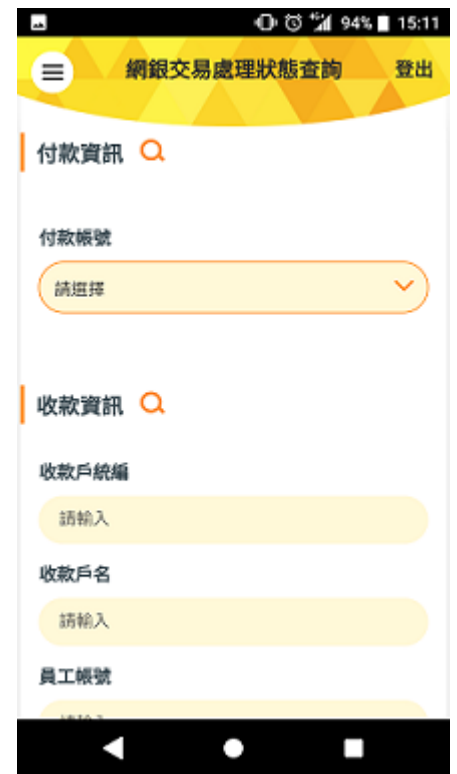 94% 15:11
網銀交易處理狀態查詢 登出
付款資訊
付款帳號
請選擇
收款資訊
收款戶統編
請輸入
收款戶名
請輸入
員工帳號